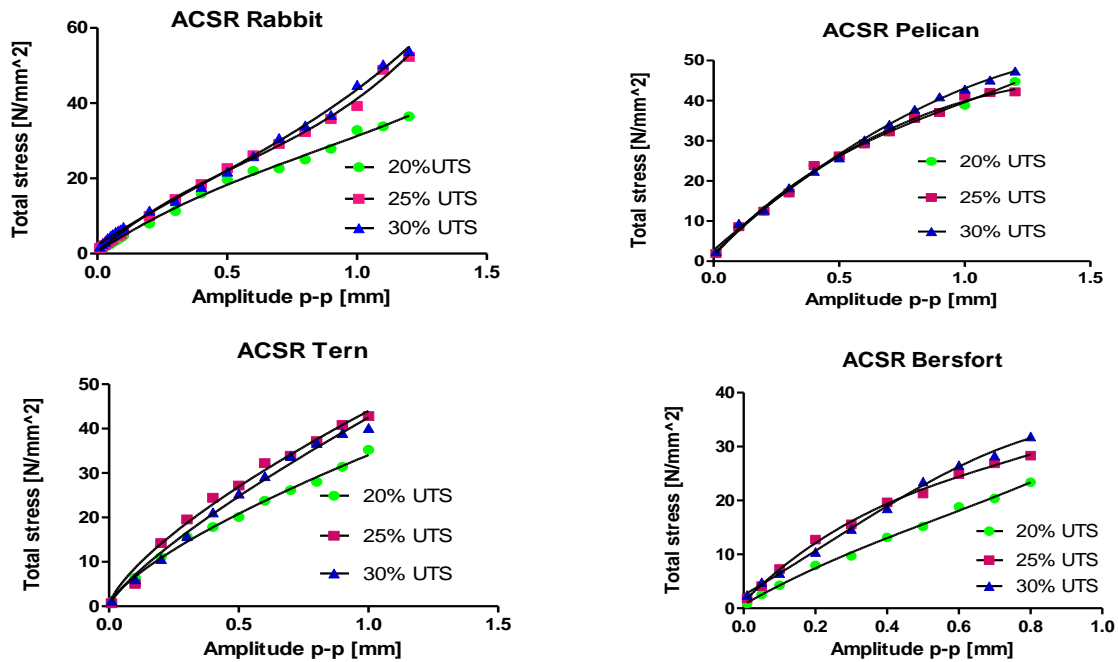 ACSR Rabbit
Total stress [N/mm^2]
60
40
20
0
0.0 0.5 1.0 1.5
Amplitude p-p [mm]
20%UTS
25% UTS
30% UTS
ACSR Pelican
Total stress [N/mm^2]
50
40
30
20
10
0
0.0 0.5 1.0 1.5
Amplitude p-p [mm]
20% UTS
25% UTS
30% UTS
ACSR Tern
Total stress [N/mm^2]
50
40
30
20
10
0
0.0 0.5 1.0 1.5
Amplitude p-p [mm]
20% UTS
25% UTS
30% UTS
ACSR Bersfort
Total stress [N/mm^2]
40
30
20
10
0
0.0 0.2 0.4 0.6 0.8 1.0
Amplitude p-p [mm]
20% UTS
25% UTS
30% UTS